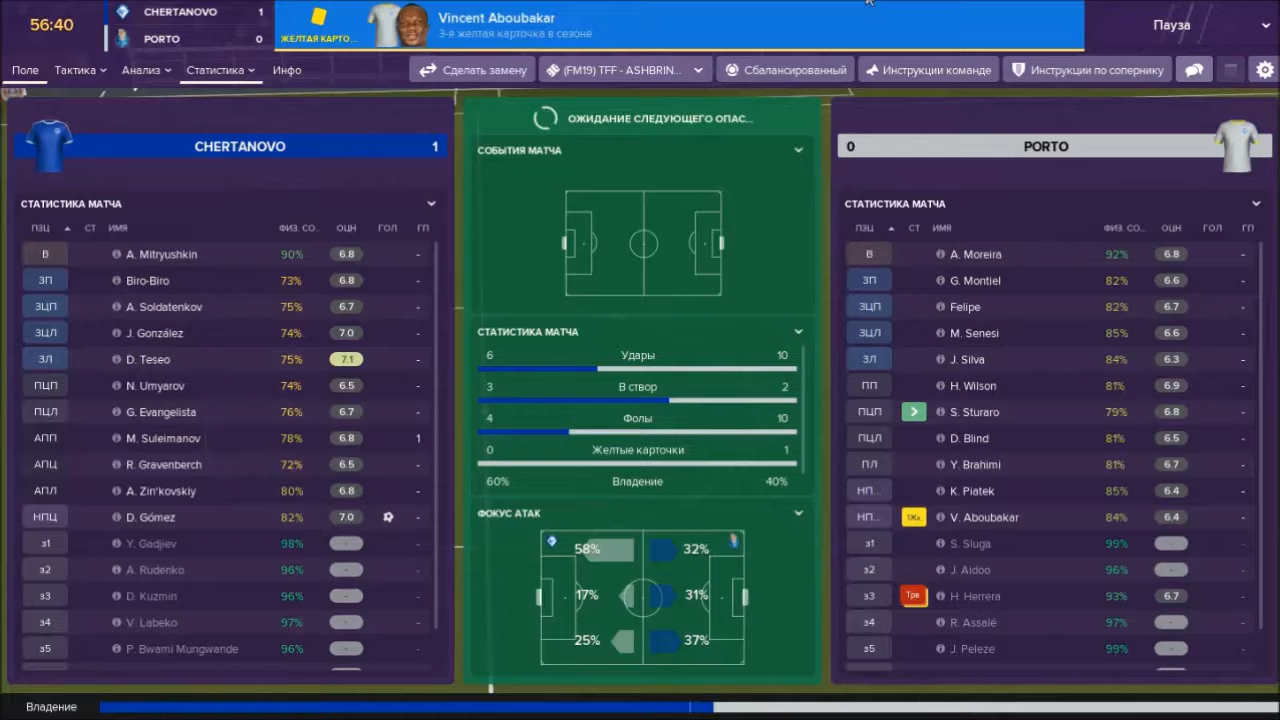 56:40
CHERTANOVO 1
PORTO 0
ЖЕЛТАЯ КАРТО...
Vincent Aboubakar
3-я желтая карточка в сезоне
Пауза
Поле Тактика Анализ Статистика Инфо
Сделать замену (FM19) TFF - ASHBRIN... Сбалансированный Инструкции команде Инструкции по сопернику
CHERTANOVO 1
СТАТИСТИКА МАТЧА
ПЗЦ СТ ИМЯ ФИЗ. СО.. ОЦН ГОЛ ГП
В A. Mitryushkin 90% 6.8 -
ЗП Biro-Biro 73% 6.8 -
ЗЦП A. Soldatenkov 75% 6.7 -
ЗЦЛ J. González 74% 7.0 -
ЗЛ D. Teseo 75% 7.1 -
ПЦП N. Umyarov 74% 6.5 -
ПЦЛ G. Evangelista 76% 6.7 -
АПП M. Suleimanov 78% 6.8 1
АПЦ R. Gravenberch 72% 6.5 -
АПЛ A. Zin'kovskiy 80% 6.8 -
НПЦ D. Gómez 82% 7.0 -
з1 Y. Gadjiev 98% - -
з2 A. Rudenko 96% - -
з3 D. Kuzmin 96% - -
з4 V. Labeko 97% - -
з5 P. Bwami Mungwande 96% - -
ОЖИДАНИЕ СЛЕДУЮЩЕГО ОПАС...
СОБЫТИЯ МАТЧА
СТАТИСТИКА МАТЧА
6 Удары 10
3 В створ 2
4 Фолы 10
0 Желтые карточки 1
60% Владение 40%
ФОКУС АТАК
58% 32%
17% 31%
25% 37%
0 PORTO
СТАТИСТИКА МАТЧА
ПЗЦ СТ ИМЯ ФИЗ. СО.. ОЦН ГОЛ ГП
В A. Moreira 92% 6.8 -
ЗП G. Montiel 82% 6.6 -
ЗЦП Felipe 82% 6.7 -
ЗЦЛ M. Senesi 85% 6.6 -
ЗЛ J. Silva 84% 6.3 -
ПП H. Wilson 81% 6.9 -
ПЦП S. Sturaro 79% 6.8 -
ПЦЛ D. Blind 81% 6.5 -
ПЛ Y. Brahimi 81% 6.7 -
НП... K. Piatek 85% 6.4 -
НП... 1Жк V. Aboubakar 84% 6.4 -
з1 S. Sluga 99% - -
з2 J. Aidoo 96% - -
з3 Трв H. Herrera 93% 6.7 -
з4 R. Assalé 97% - -
з5 J. Peleze 99% - -
Владение